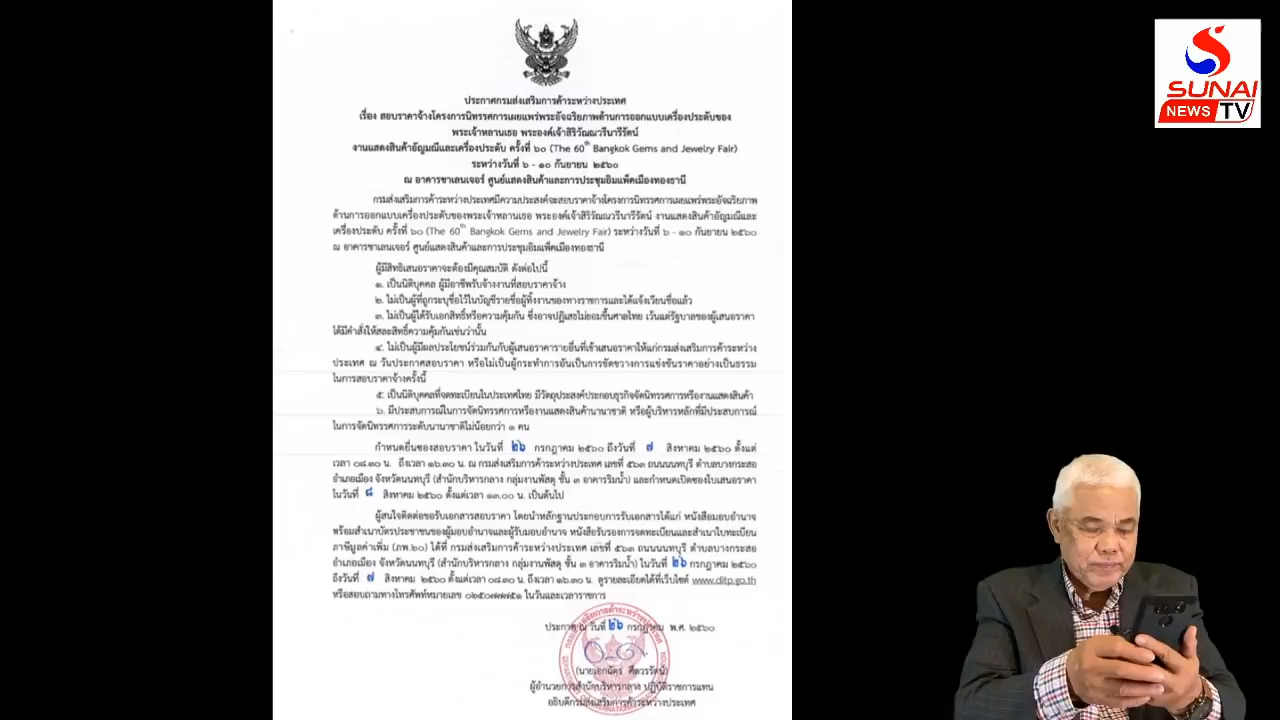 ประกาศกรมส่งเสริมการค้าระหว่างประเทศ
เรื่อง สอบราคาจ้างโครงการนิทรรศการเผยแพร่พระอัจฉริยภาพด้านการออกแบบเครื่องประดับของ
พระเจ้าหลานเธอ พระองค์เจ้าสิริวัณณวรีนารีรัตน์
งานแสดงสินค้าอัญมณีและเครื่องประดับ ครั้งที่ ๖๐ (The 60th Bangkok Gems and Jewelry Fair)
ระหว่างวันที่ ๖ - ๑๐ กันยายน ๒๕๖๐
ณ อาคารชาเลนเจอร์ ศูนย์แสดงสินค้าและการประชุมอิมแพ็คเมืองทองธานี
กรมส่งเสริมการค้าระหว่างประเทศมีความประสงค์จะสอบราคาจ้างโครงการนิทรรศการเผยแพร่พระอัจฉริยภาพ
ด้านการออกแบบเครื่องประดับของพระเจ้าหลานเธอ พระองค์เจ้าสิริวัณณวรีนารีรัตน์ งานแสดงสินค้าอัญมณีและ
เครื่องประดับ ครั้งที่ ๖๐ (The 60th Bangkok Gems and Jewelry Fair) ระหว่างวันที่ ๖ - ๑๐ กันยายน ๒๕๖๐
ณ อาคารชาเลนเจอร์ ศูนย์แสดงสินค้าและการประชุมอิมแพ็คเมืองทองธานี
ผู้มีสิทธิเสนอราคาจะต้องมีคุณสมบัติ ดังต่อไปนี้
๑. เป็นนิติบุคคล ผู้มีอาชีพรับจ้างงานที่สอบราคาจ้าง
๒. ไม่เป็นผู้ที่ถูกระบุชื่อไว้ในบัญชีรายชื่อผู้ทิ้งงานของทางราชการและได้แจ้งเวียนชื่อแล้ว
๓. ไม่เป็นผู้ได้รับเอกสิทธิ์หรือความคุ้มกัน ซึ่งอาจปฏิเสธไม่ยอมขึ้นศาลไทย เว้นแต่รัฐบาลของผู้เสนอราคา
ได้มีคำสั่งให้สละสิทธิ์ความคุ้มกันเช่นว่านั้น
๔. ไม่เป็นผู้มีผลประโยชน์ร่วมกันกับผู้เสนอราคารายอื่นที่เข้าเสนอราคาให้แก่กรมส่งเสริมการค้าระหว่าง
ประเทศ ณ วันประกาศสอบราคา หรือไม่เป็นผู้กระทำการอันเป็นการขัดขวางการแข่งขันราคาอย่างเป็นธรรม
ในการสอบราคาจ้างครั้งนี้
๕. เป็นนิติบุคคลที่จดทะเบียนในประเทศไทย มีวัตถุประสงค์ประกอบธุรกิจจัดนิทรรศการหรืองานแสดงสินค้า
๖. มีประสบการณ์ในการจัดนิทรรศการหรืองานแสดงสินค้านานาชาติ หรือผู้บริหารหลักที่มีประสบการณ์
ในการจัดนิทรรศการระดับนานาชาติไม่น้อยกว่า ๑ คน
กำหนดยื่นซองสอบราคา ในวันที่ ๒๖ กรกฎาคม ๒๕๖๐ ถึงวันที่ ๗ สิงหาคม ๒๕๖๐ ตั้งแต่
เวลา ๐๘.๓๐ น. ถึงเวลา ๑๖.๓๐ น. ณ กรมส่งเสริมการค้าระหว่างประเทศ เลขที่ ๕๖๓ ถนนนนทบุรี ตำบลบางกระสอ
อำเภอเมือง จังหวัดนนทบุรี (สำนักบริหารกลาง กลุ่มงานพัสดุ ชั้น ๓ อาคารริมน้ำ) และกำหนดเปิดซองใบเสนอราคา
ในวันที่ ๘ สิงหาคม ๒๕๖๐ ตั้งแต่เวลา ๑๓.๐๐ น. เป็นต้นไป
ผู้สนใจติดต่อขอรับเอกสารสอบราคา โดยนำหลักฐานประกอบการรับเอกสารได้แก่ หนังสือมอบอำนาจ
พร้อมสำเนาบัตรประชาชนของผู้มอบอำนาจและผู้รับมอบอำนาจ หนังสือรับรองการจดทะเบียนและสำเนาใบทะเบียน
ภาษีมูลค่าเพิ่ม (ภพ.๒๐) ได้ที่ กรมส่งเสริมการค้าระหว่างประเทศ เลขที่ ๕๖๓ ถนนนนทบุรี ตำบลบางกระสอ
อำเภอเมือง จังหวัดนนทบุรี (สำนักบริหารกลาง กลุ่มงานพัสดุ ชั้น ๓ อาคารริมน้ำ) ในวันที่ ๒๖ กรกฎาคม ๒๕๖๐
ถึงวันที่ ๗ สิงหาคม ๒๕๖๐ ตั้งแต่เวลา ๐๘.๓๐ น. ถึงเวลา ๑๖.๓๐ น. ดูรายละเอียดได้ที่เว็บไซต์ www.ditp.go.th
หรือสอบถามทางโทรศัพท์หมายเลข ๐๒๕๐๗๗๗๕๑ ในวันและเวลาราชการ
ประกาศ ณ วันที่ ๒๖ กรกฎาคม พ.ศ. ๒๕๖๐
(นายเอกฉัตร ศีตวรรัตน์)
ผู้อำนวยการสำนักบริหารกลาง ปฏิบัติราชการแทน
อธิบดีกรมส่งเสริมการค้าระหว่างประเทศ
SUNAI
NEWS TV